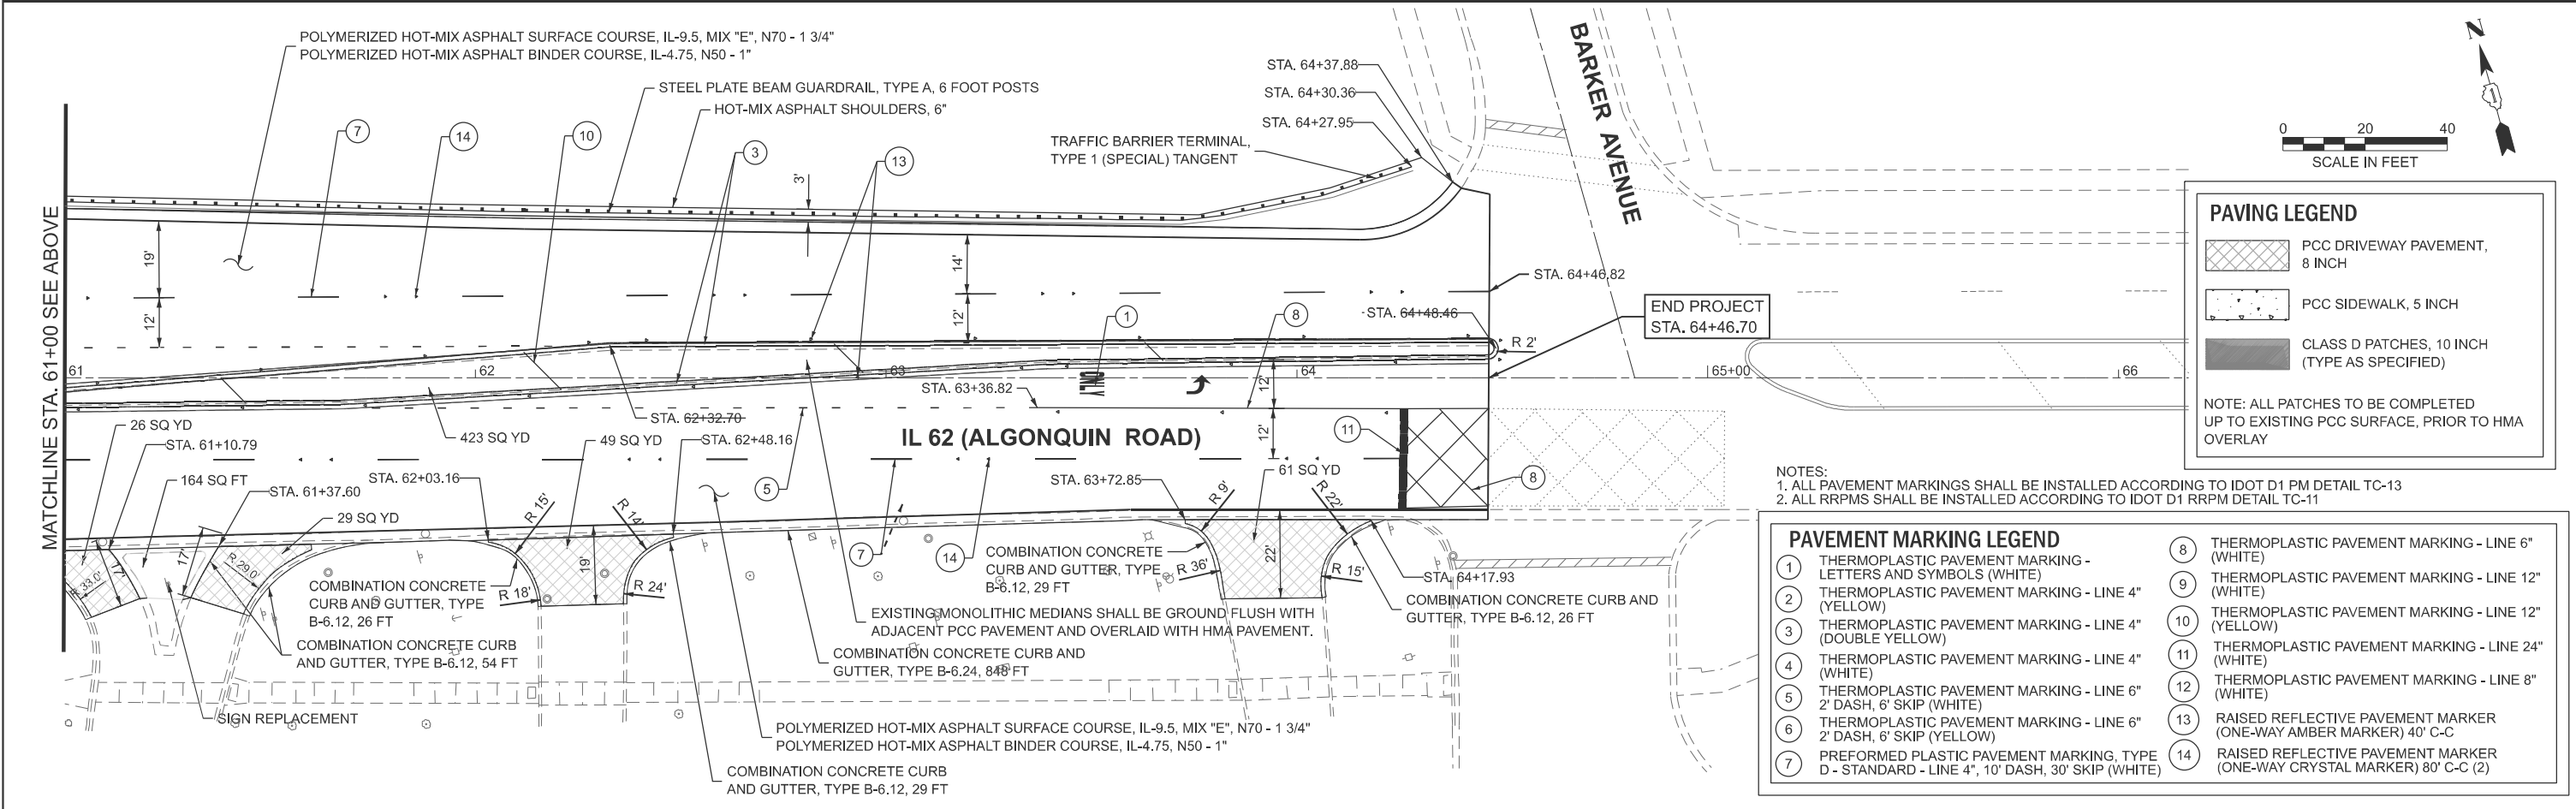 POLYMERIZED HOT-MIX ASPHALT SURFACE COURSE, IL-9.5, MIX "E", N70 - 1 3/4"
POLYMERIZED HOT-MIX ASPHALT BINDER COURSE, IL-4.75, N50 - 1"
STEEL PLATE BEAM GUARDRAIL, TYPE A, 6 FOOT POSTS
HOT-MIX ASPHALT SHOULDERS, 6"
7
14
10
3
13
3'
TRAFFIC BARRIER TERMINAL,
TYPE 1 (SPECIAL) TANGENT
STA. 64+37.88
STA. 64+30.36
STA. 64+27.95
BARKER AVENUE
N
0 20 40
SCALE IN FEET
MATCHLINE STA. 61+00 SEE ABOVE
19'
12'
14'
12'
1
8
STA. 64+46.82
STA. 64+48.46
END PROJECT
STA. 64+46.70
R 2'
61
62
63
64
65+00
66
ONLY
12'
12'
STA. 63+36.82
STA. 62+32.70
423 SQ YD
26 SQ YD
STA. 61+10.79
164 SQ FT
STA. 61+37.60
29 SQ YD
STA. 62+03.16
49 SQ YD
STA. 62+48.16
IL 62 (ALGONQUIN ROAD)
5
11
8
61 SQ YD
STA. 63+72.85
R 9'
R 22'
R 15'
R 14'
17'
17'
R 33.0'
R 29.0'
19'
22'
7
14
R 18'
R 24'
R 36'
R 15'
STA. 64+17.93
COMBINATION CONCRETE
CURB AND GUTTER, TYPE
B-6.12, 26 FT
COMBINATION CONCRETE
CURB AND GUTTER, TYPE
B-6.12, 29 FT
COMBINATION CONCRETE CURB AND
GUTTER, TYPE B-6.12, 26 FT
EXISTING MONOLITHIC MEDIANS SHALL BE GROUND FLUSH WITH
ADJACENT PCC PAVEMENT AND OVERLAID WITH HMA PAVEMENT.
COMBINATION CONCRETE CURB
AND GUTTER, TYPE B-6.12, 54 FT
COMBINATION CONCRETE CURB AND
GUTTER, TYPE B-6.24, 848 FT
SIGN REPLACEMENT
POLYMERIZED HOT-MIX ASPHALT SURFACE COURSE, IL-9.5, MIX "E", N70 - 1 3/4"
POLYMERIZED HOT-MIX ASPHALT BINDER COURSE, IL-4.75, N50 - 1"
COMBINATION CONCRETE CURB
AND GUTTER, TYPE B-6.12, 29 FT
PAVING LEGEND
PCC DRIVEWAY PAVEMENT,
8 INCH
PCC SIDEWALK, 5 INCH
CLASS D PATCHES, 10 INCH
(TYPE AS SPECIFIED)
NOTE: ALL PATCHES TO BE COMPLETED
UP TO EXISTING PCC SURFACE, PRIOR TO HMA
OVERLAY
NOTES:
1. ALL PAVEMENT MARKINGS SHALL BE INSTALLED ACCORDING TO IDOT D1 PM DETAIL TC-13
2. ALL RRPMS SHALL BE INSTALLED ACCORDING TO IDOT D1 RRPM DETAIL TC-11
PAVEMENT MARKING LEGEND
1 THERMOPLASTIC PAVEMENT MARKING -
LETTERS AND SYMBOLS (WHITE)
2 THERMOPLASTIC PAVEMENT MARKING - LINE 4"
(YELLOW)
3 THERMOPLASTIC PAVEMENT MARKING - LINE 4"
(DOUBLE YELLOW)
4 THERMOPLASTIC PAVEMENT MARKING - LINE 4"
(WHITE)
5 THERMOPLASTIC PAVEMENT MARKING - LINE 6"
2' DASH, 6' SKIP (WHITE)
6 THERMOPLASTIC PAVEMENT MARKING - LINE 6"
2' DASH, 6' SKIP (YELLOW)
7 PREFORMED PLASTIC PAVEMENT MARKING, TYPE
D - STANDARD - LINE 4", 10' DASH, 30' SKIP (WHITE)
8 THERMOPLASTIC PAVEMENT MARKING - LINE 6"
(WHITE)
9 THERMOPLASTIC PAVEMENT MARKING - LINE 12"
(WHITE)
10 THERMOPLASTIC PAVEMENT MARKING - LINE 12"
(YELLOW)
11 THERMOPLASTIC PAVEMENT MARKING - LINE 24"
(WHITE)
12 THERMOPLASTIC PAVEMENT MARKING - LINE 8"
(WHITE)
13 RAISED REFLECTIVE PAVEMENT MARKER
(ONE-WAY AMBER MARKER) 40' C-C
14 RAISED REFLECTIVE PAVEMENT MARKER
(ONE-WAY CRYSTAL MARKER) 80' C-C (2)